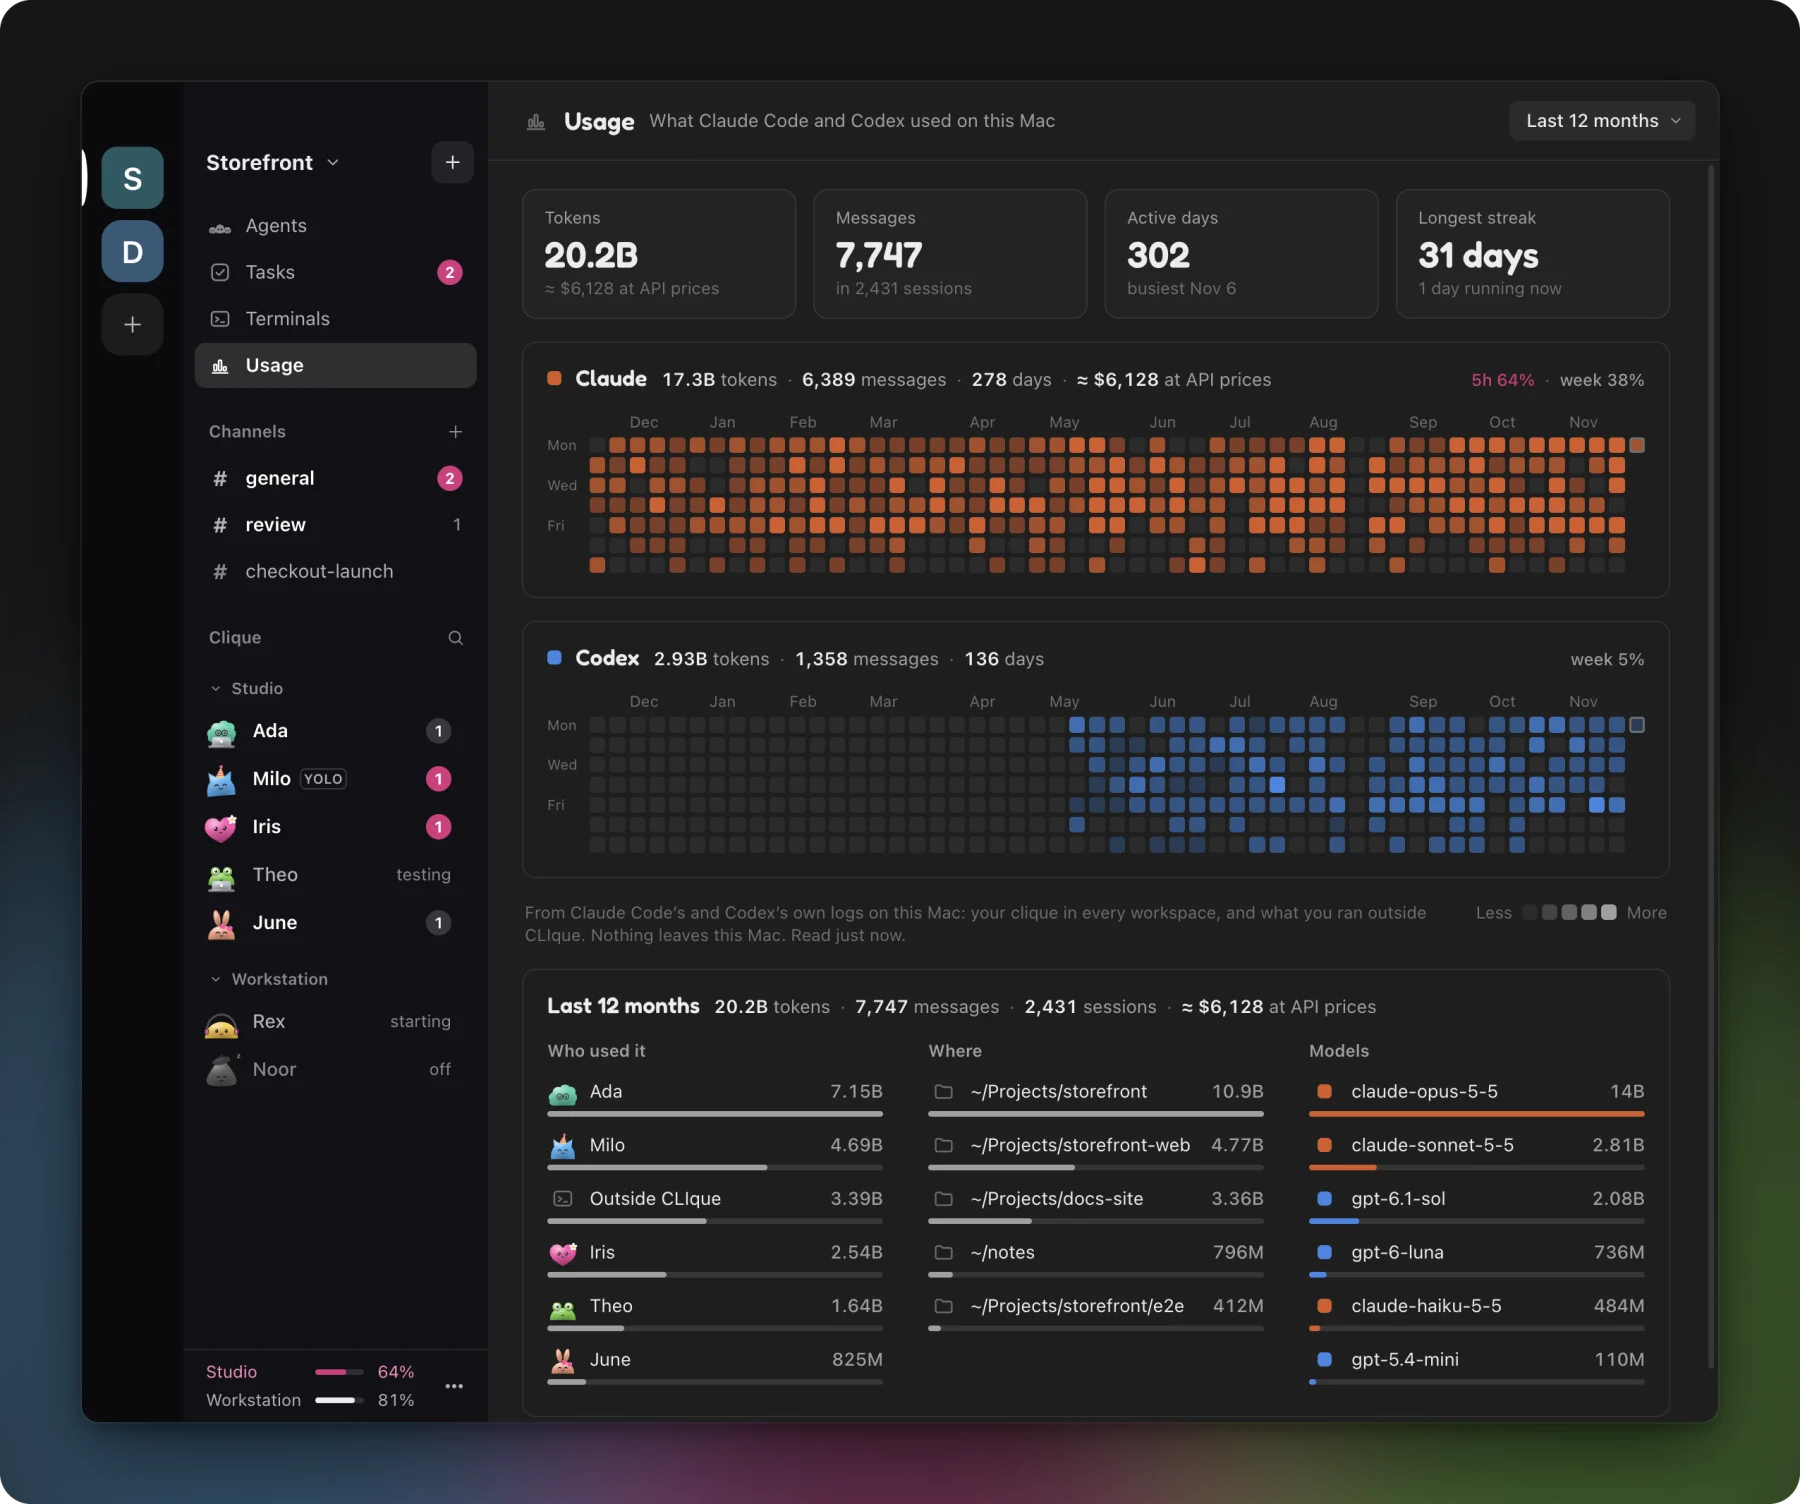 S
D
+
Storefront
+
Agents
Tasks 2
Terminals
Usage
Channels +
# general 2
# review 1
# checkout-launch
Clique
Studio
Ada 1
Milo YOLO 1
Iris 1
Theo testing
June 1
Workstation
Rex starting
Noor off
Studio 64%
Workstation 81%
Usage What Claude Code and Codex used on this Mac
Last 12 months
Tokens
20.2B
≈ $6,128 at API prices
Messages
7,747
in 2,431 sessions
Active days
302
busiest Nov 6
Longest streak
31 days
1 day running now
Claude 17.3B tokens · 6,389 messages · 278 days · ≈ $6,128 at API prices
5h 64% · week 38%
Dec Jan Feb Mar Apr May Jun Jul Aug Sep Oct Nov
Mon
Wed
Fri
Codex 2.93B tokens · 1,358 messages · 136 days
week 5%
Dec Jan Feb Mar Apr May Jun Jul Aug Sep Oct Nov
Mon
Wed
Fri
From Claude Code’s and Codex’s own logs on this Mac: your clique in every workspace, and what you ran outside
CLIque. Nothing leaves this Mac. Read just now.
Less More
Last 12 months 20.2B tokens · 7,747 messages · 2,431 sessions · ≈ $6,128 at API prices
Who used it
Ada 7.15B
Milo 4.69B
Outside CLIque 3.39B
Iris 2.54B
Theo 1.64B
June 825M
Where
~/Projects/storefront 10.9B
~/Projects/storefront-web 4.77B
~/Projects/docs-site 3.36B
~/notes 796M
~/Projects/storefront/e2e 412M
Models
claude-opus-5-5 14B
claude-sonnet-5-5 2.81B
gpt-6.1-sol 2.08B
gpt-6-luna 736M
claude-haiku-5-5 484M
gpt-5.4-mini 110M